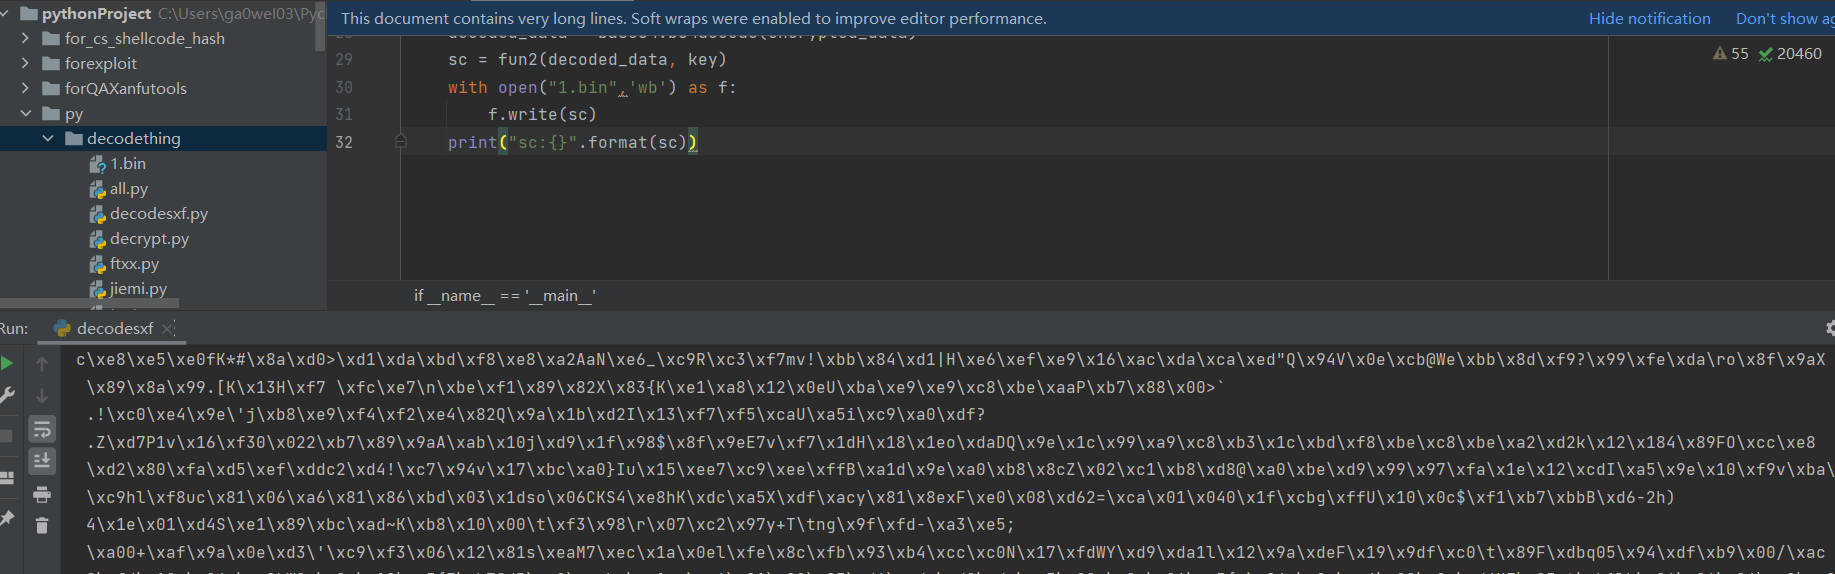 pythonProject C:\Users\ga0wel03\Pyc
This document contains very long lines. Soft wraps were enabled to improve editor performance.
Hide notification
Don't show ag
for_cs_shellcode_hash
forexploit
forQAXanfutools
py
decodething
1.bin
all.py
decodesxf.py
decrypt.py
ftxx.py
jiemi.py
55 20460
29 sc = fun2(decoded_data, key)
30 with open("1.bin",'wb') as f:
31 f.write(sc)
32 print("sc:{}".format(sc))
if __name__ == '__main__'
Run: decodesxf
c\xe8\xe5\xe0fK*#\x8a\xd0>\xd1\xda\xbd\xf8\xe8\xa2AaN\xe6_\xc9R\xc3\xf7mv!\xbb\x84\xd1|H\xe6\xef\xe9\x16\xac\xda\xca\xed"Q\x94V\x0e\xcb@We\xbb\x8d\xf9?\x99\xfe\xda\ro\x8f\x9aX
\x89\x8a\x99.[K\x13H\xf7 \xfc\xe7\n\xbe\xf1\x89\x82X\x83{K\xe1\xa8\x12\x0eU\xba\xe9\xe9\xc8\xbe\xaaP\xb7\x88\x00>`
.!\xc0\xe4\x9e\'j\xb8\xe9\xf4\xf2\xe4\x82Q\x9a\x1b\xd2I\x13\xf7\xf5\xcaU\xa5i\xc9\xa0\xdf?
.Z\xd7P1v\x16\xf30\x022\xb7\x89\x9aA\xab\x10j\xd9\x1f\x98$\x8f\x9eE7v\xf7\x1dH\x18\x1eo\xdaDQ\x9e\x1c\x99\xa9\xc8\xb3\x1c\xbd\xf8\xbe\xc8\xbe\xa2\xd2k\x12\x184\x89FO\xcc\xe8
\xd2\x80\xfa\xd5\xef\xddc2\xd4!\xc7\x94v\x17\xbc\xa0}Iu\x15\xee7\xc9\xee\xffB\xa1d\x9e\xa0\xb8\x8cZ\x02\xc1\xb8\xd8@\xa0\xbe\xd9\x99\x97\xfa\x1e\x12\xcdI\xa5\x9e\x10\xf9v\xba\
\xc9hl\xf8uc\x81\x06\xa6\x81\x86\xbd\x03\x1dso\x06CKS4\xe8hK\xdc\xa5X\xdf\xacy\x81\x8exF\xe0\x08\xd62=\xca\x01\x040\x1f\xcbg\xffU\x10\x0c$\xf1\xb7\xbbB\xd6-2h)
4\x1e\x01\xd4S\xe1\x89\xbc\xad~K\xb8\x10\x00\t\xf3\x98\r\x07\xc2\x97y+T\tng\x9f\xfd-\xa3\xe5;
\xa00+\xaf\x9a\x0e\xd3\'\xc9\xf3\x06\x12\x81s\xeaM7\xec\x1a\x0el\xfe\x8c\xfb\x93\xb4\xcc\xc0N\x17\xfdWY\xd9\xda1l\x12\x9a\xdeF\x19\x9df\xc0\t\x89F\xdbq05\x94\xdf\xb9\x00/\xac